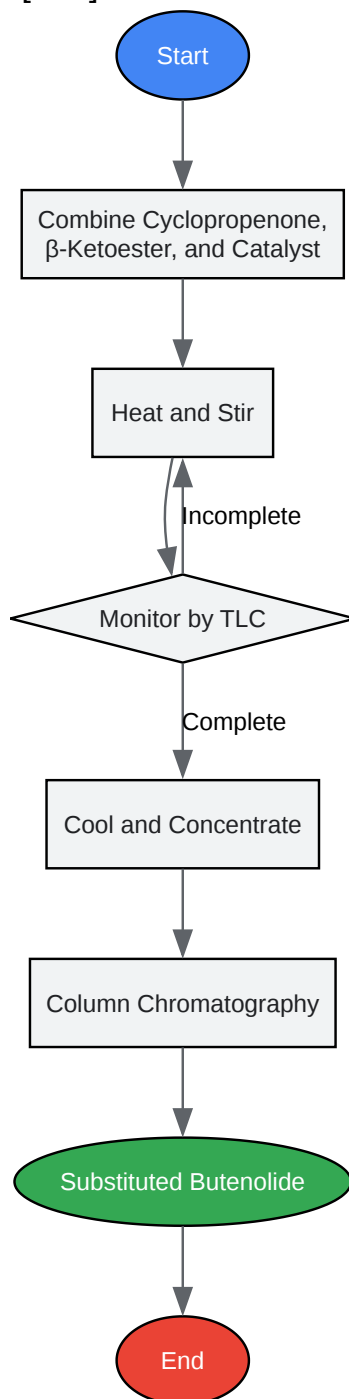 Start
Combine Cyclopropenone,
β-Ketoester, and Catalyst
Heat and Stir
Incomplete
Monitor by TLC
Complete
Cool and Concentrate
Column Chromatography
Substituted Butenolide
End